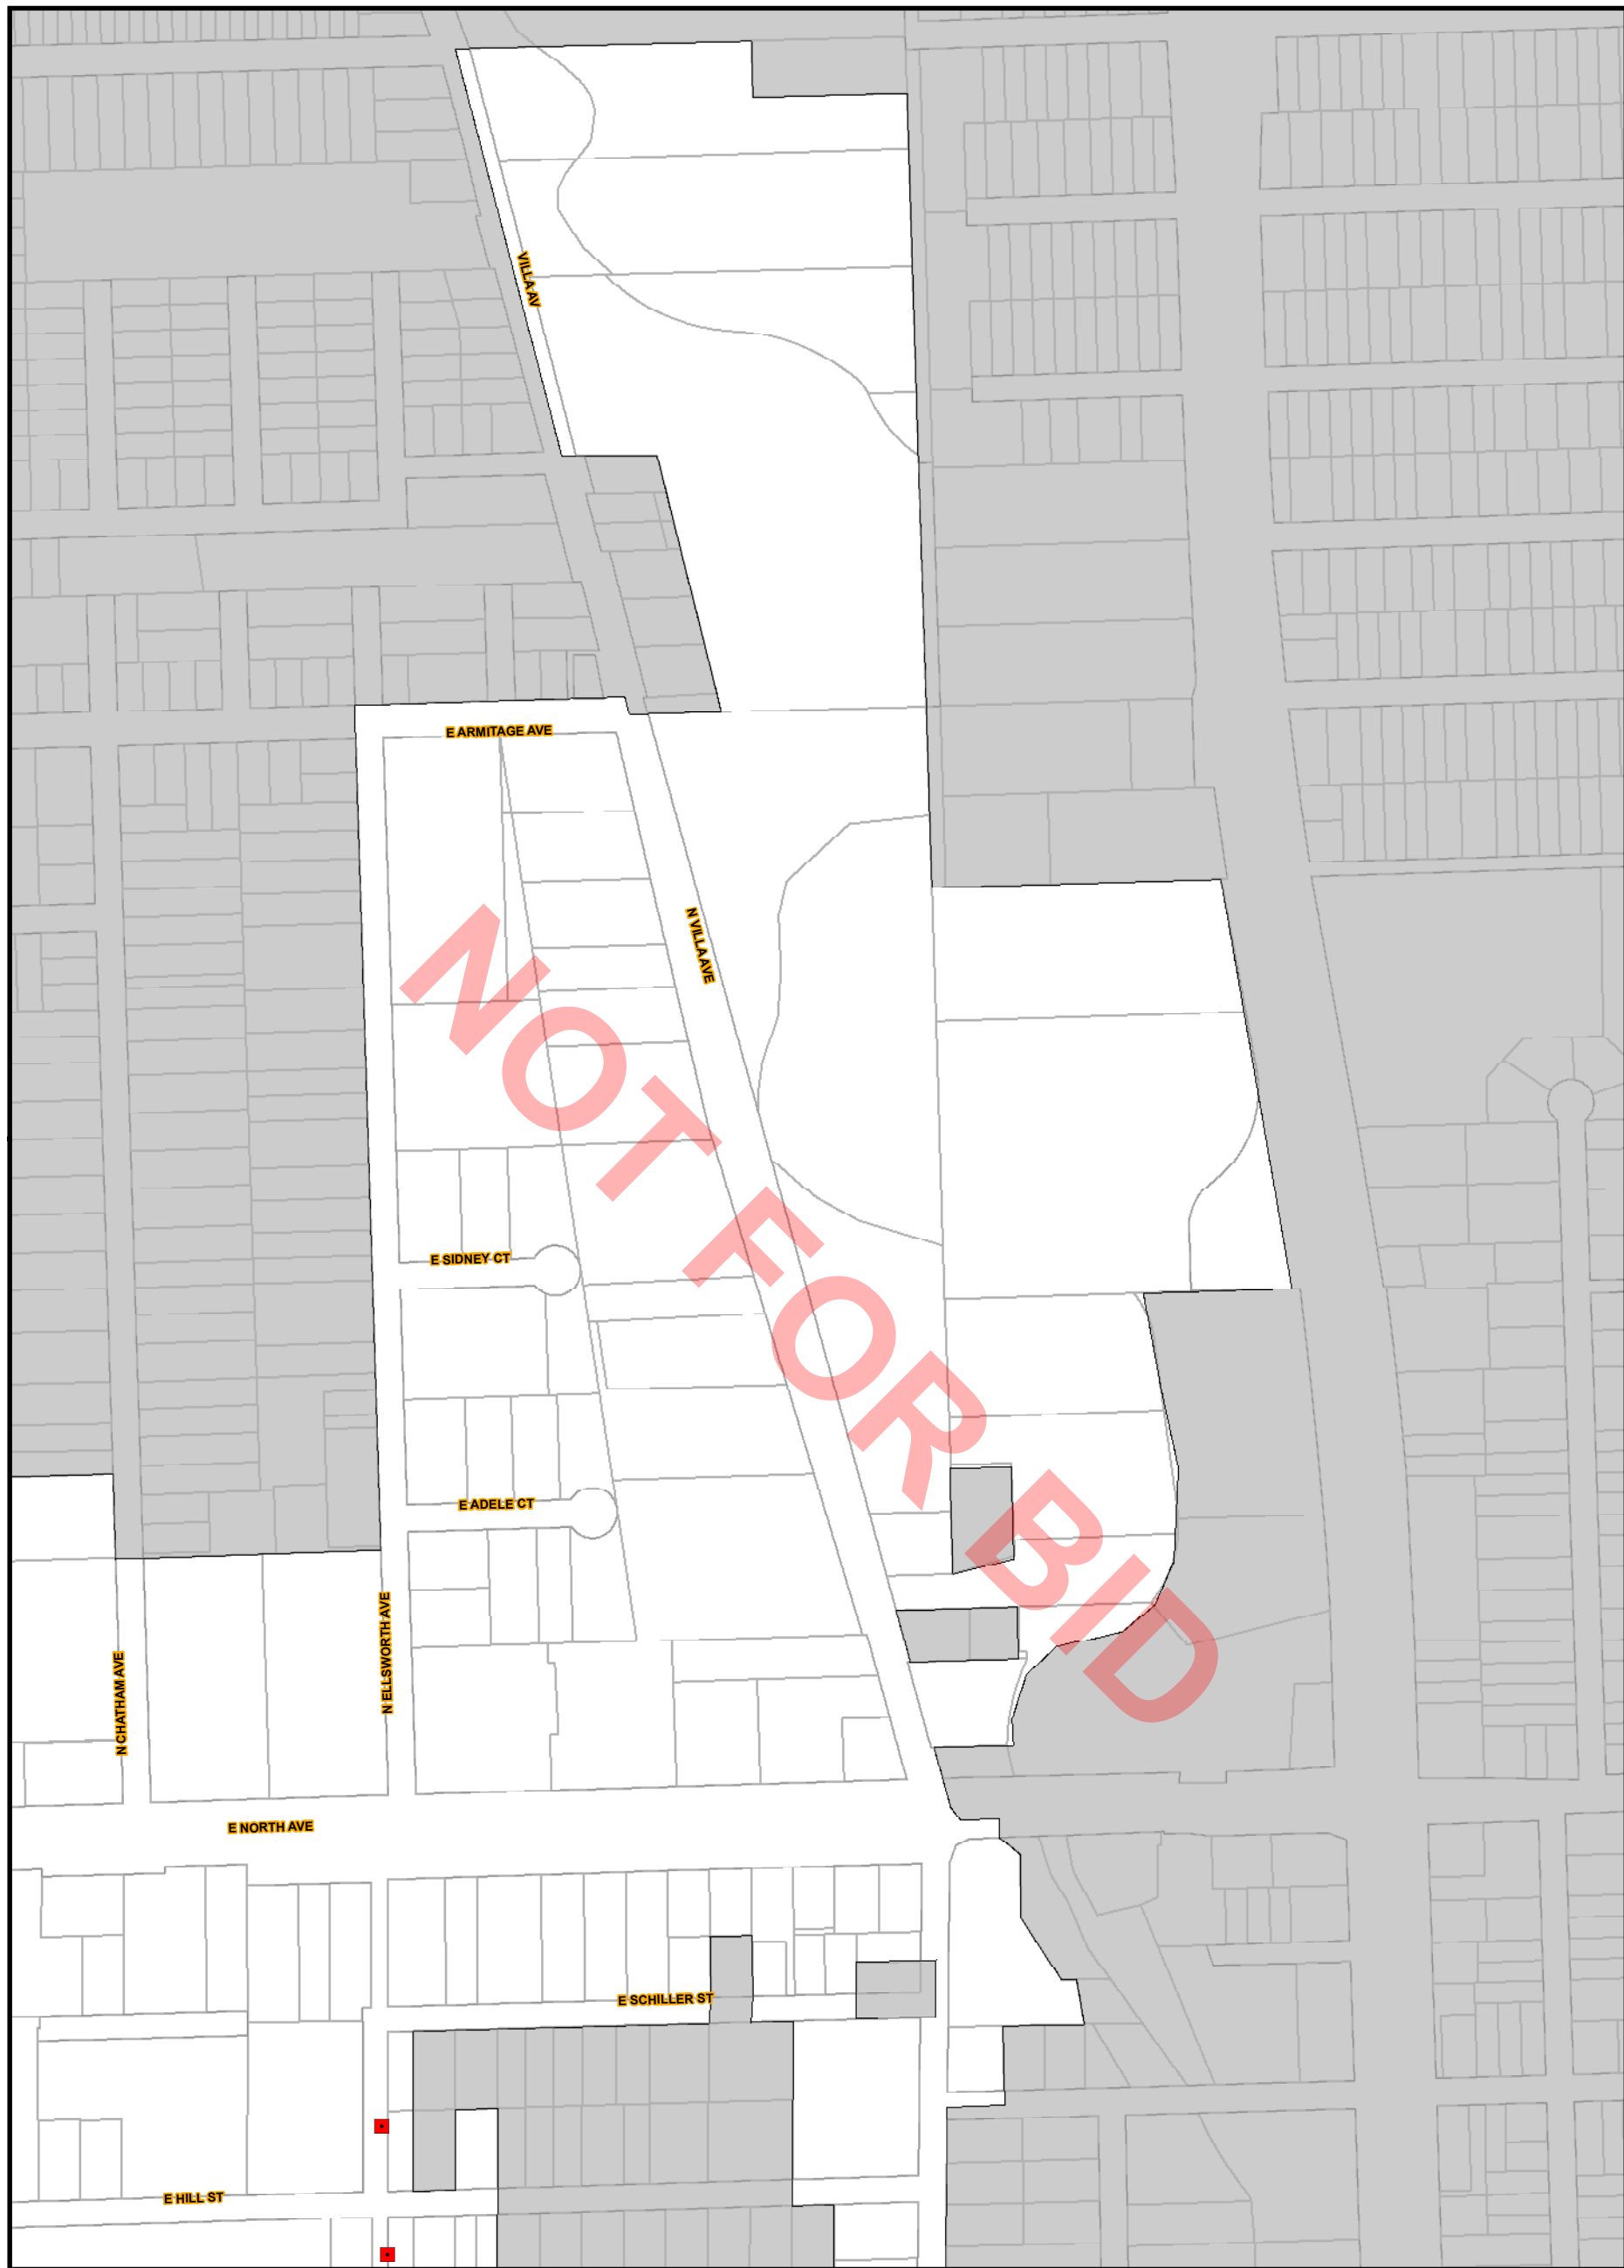 VILLA AV
E ARMITAGE AVE
N VILLA AVE
NOT FOR BID
E SIDNEY CT
E ADELE CT
N CHATHAM AVE
N ELLSWORTH AVE
E NORTH AVE
E SCHILLER ST
E HILL ST